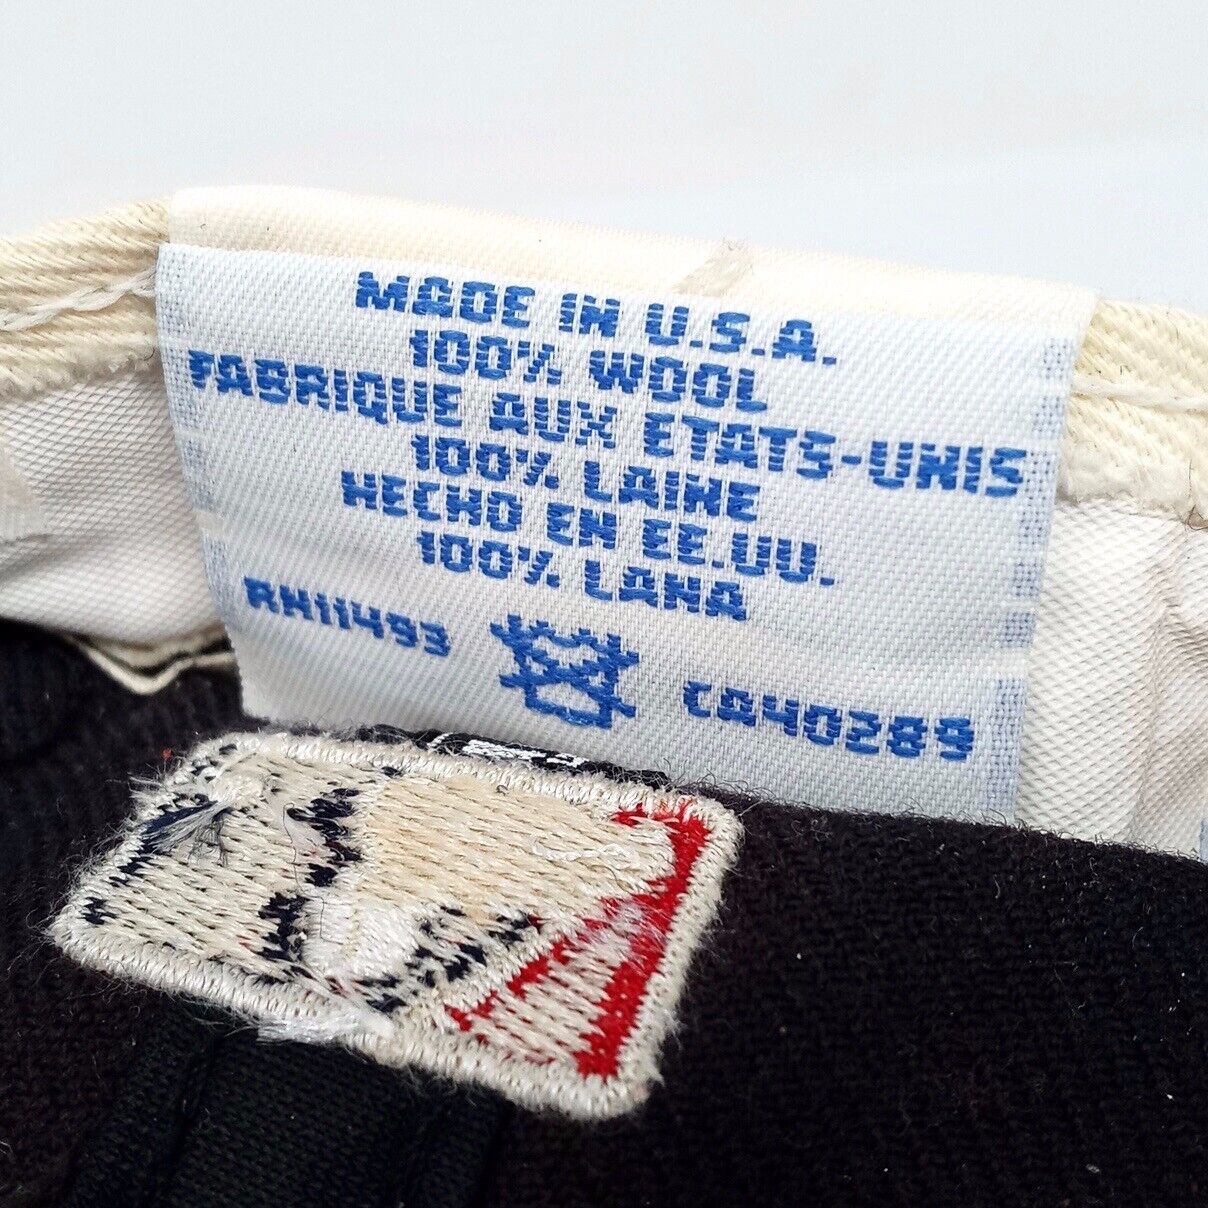 MADE IN U.S.A.
100% WOOL
FABRIQUE AUX ETATS-UNIS
100% LAINE
HECHO EN EE.UU.
100% LANA
RN11493
CA40289